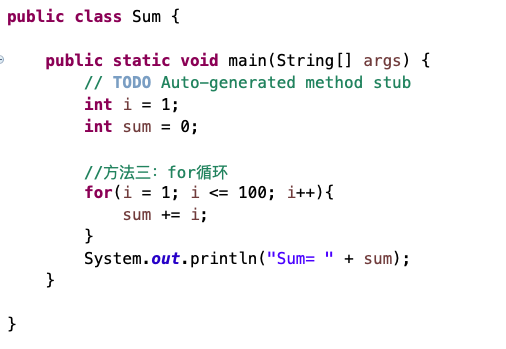 public class Sum {
public static void main(String[] args) {
// TODO Auto-generated method stub
int i = 1;
int sum = 0;
//方法三：for循环
for(i = 1; i <= 100; i++){
sum += i;
}
System.out.println("Sum= " + sum);
}
}